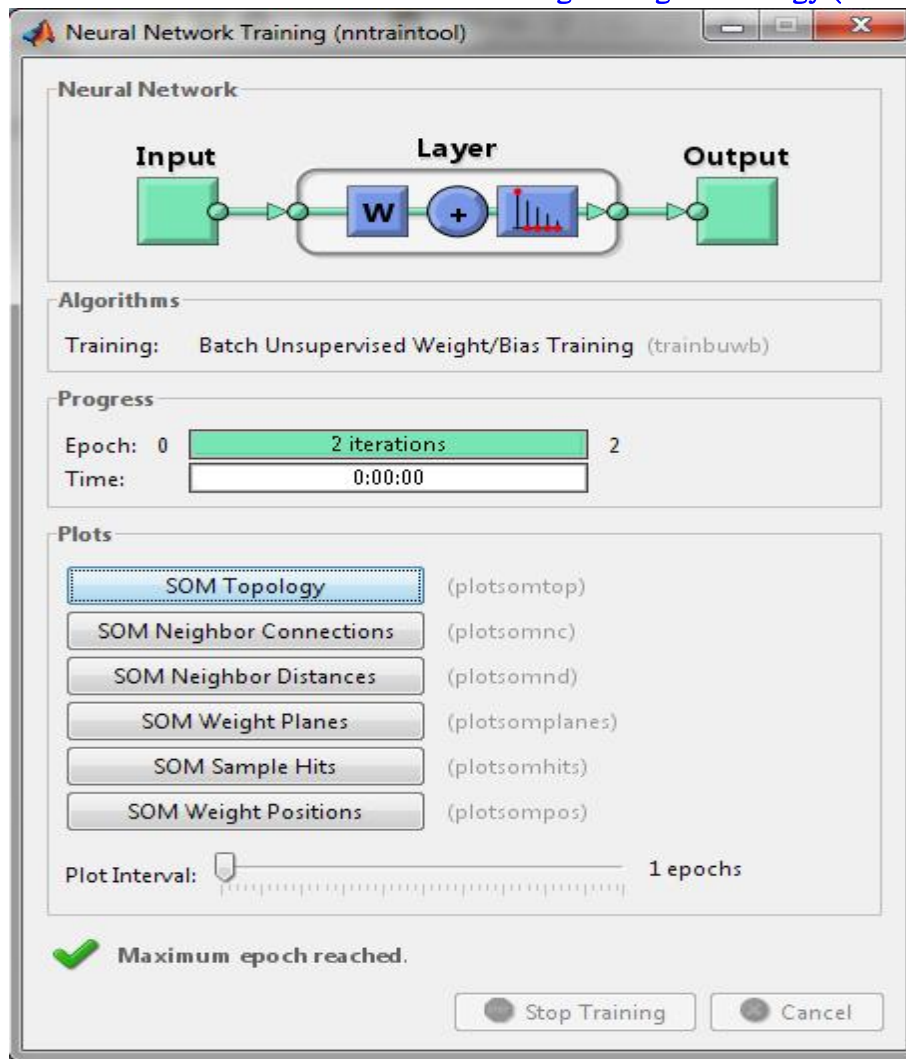 Neural Network Training (nntraintool)
Neural Network
Input
Layer
Output
W
+
Algorithms
Training: Batch Unsupervised Weight/Bias Training (trainbuwb)
Progress
Epoch: 0 2 iterations 2
Time: 0:00:00
Plots
SOM Topology (plotsomtop)
SOM Neighbor Connections (plotsomnc)
SOM Neighbor Distances (plotsomnd)
SOM Weight Planes (plotsomplanes)
SOM Sample Hits (plotsomhits)
SOM Weight Positions (plotsompos)
Plot Interval: 1 epochs
Maximum epoch reached.
Stop Training Cancel